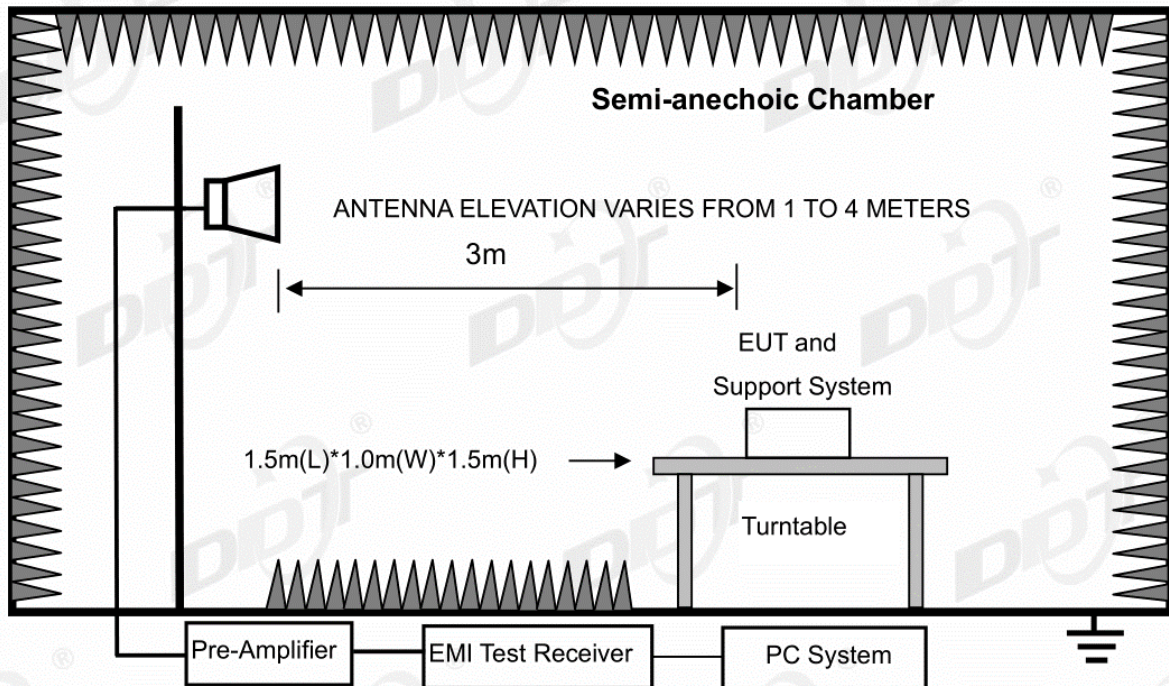 Semi-anechoic Chamber
ANTENNA ELEVATION VARIES FROM 1 TO 4 METERS
3m
EUT and
Support System
1.5m(L)*1.0m(W)*1.5m(H)
Turntable
Pre-Amplifier
EMI Test Receiver
PC System
DDT®